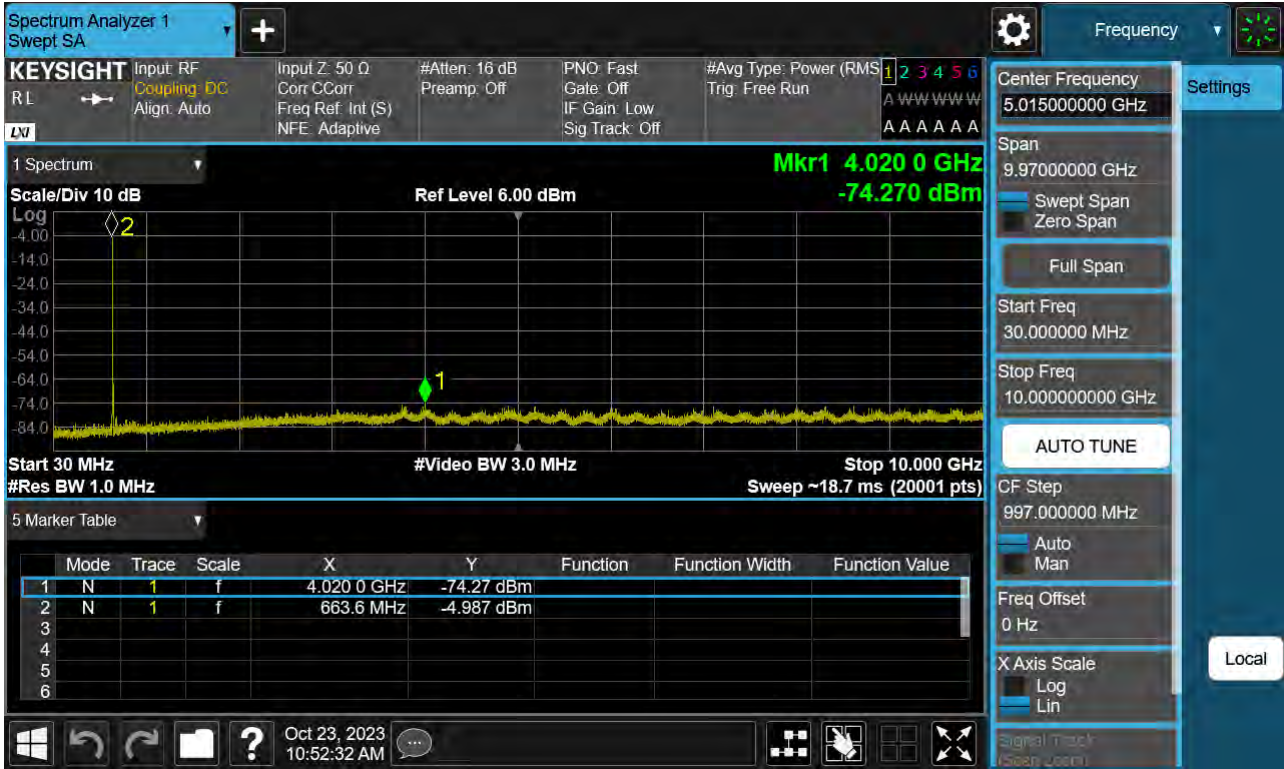 Spectrum Analyzer 1
Swept SA
+
Frequency
KEYSIGHT
R L
LXI
Input: RF
Coupling: DC
Align: Auto
Input Z: 50 Ω
Corr CCorr
Freq Ref: Int (S)
NFE: Adaptive
#Atten: 16 dB
Preamp: Off
PNO: Fast
Gate: Off
IF Gain: Low
Sig Track: Off
#Avg Type: Power (RMS
Trig: Free Run
1 2 3 4 5 6
A W W W W W
A A A A A A
1 Spectrum
Mkr1 4.020 0 GHz
-74.270 dBm
Scale/Div 10 dB
Ref Level 6.00 dBm
Log
-4.00
-14.0
-24.0
-34.0
-44.0
-54.0
-64.0
-74.0
-84.0
2
1
Start 30 MHz
#Video BW 3.0 MHz
Stop 10.000 GHz
#Res BW 1.0 MHz
Sweep ~18.7 ms (20001 pts)
5 Marker Table
Mode Trace Scale X Y Function Function Width Function Value
1 N 1 f 4.020 0 GHz -74.27 dBm
2 N 1 f 663.6 MHz -4.987 dBm
3
4
5
6
?
Oct 23, 2023
10:52:32 AM
Center Frequency
5.015000000 GHz
Settings
Span
9.97000000 GHz
Swept Span
Zero Span
Full Span
Start Freq
30.000000 MHz
Stop Freq
10.000000000 GHz
AUTO TUNE
CF Step
997.000000 MHz
Auto
Man
Freq Offset
0 Hz
X Axis Scale
Log
Lin
Local
Signal Track
(Span Zoom)